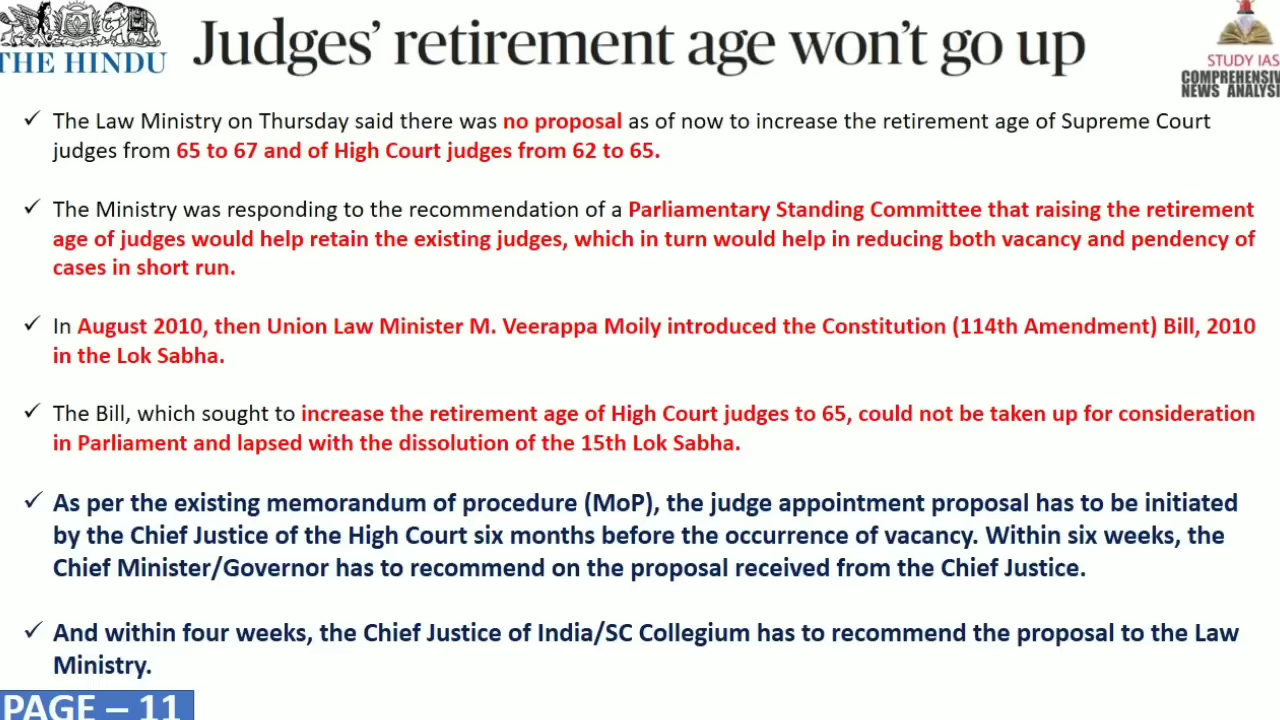 THE HINDU
Judges' retirement age won't go up
STUDY IAS
COMPREHENSIVE
NEWS ANALYSI
✓ The Law Ministry on Thursday said there was no proposal as of now to increase the retirement age of Supreme Court
judges from 65 to 67 and of High Court judges from 62 to 65.
✓ The Ministry was responding to the recommendation of a Parliamentary Standing Committee that raising the retirement
age of judges would help retain the existing judges, which in turn would help in reducing both vacancy and pendency of
cases in short run.
✓ In August 2010, then Union Law Minister M. Veerappa Moily introduced the Constitution (114th Amendment) Bill, 2010
in the Lok Sabha.
✓ The Bill, which sought to increase the retirement age of High Court judges to 65, could not be taken up for consideration
in Parliament and lapsed with the dissolution of the 15th Lok Sabha.
✓ As per the existing memorandum of procedure (MoP), the judge appointment proposal has to be initiated
by the Chief Justice of the High Court six months before the occurrence of vacancy. Within six weeks, the
Chief Minister/Governor has to recommend on the proposal received from the Chief Justice.
✓ And within four weeks, the Chief Justice of India/SC Collegium has to recommend the proposal to the Law
Ministry.
PAGE – 11